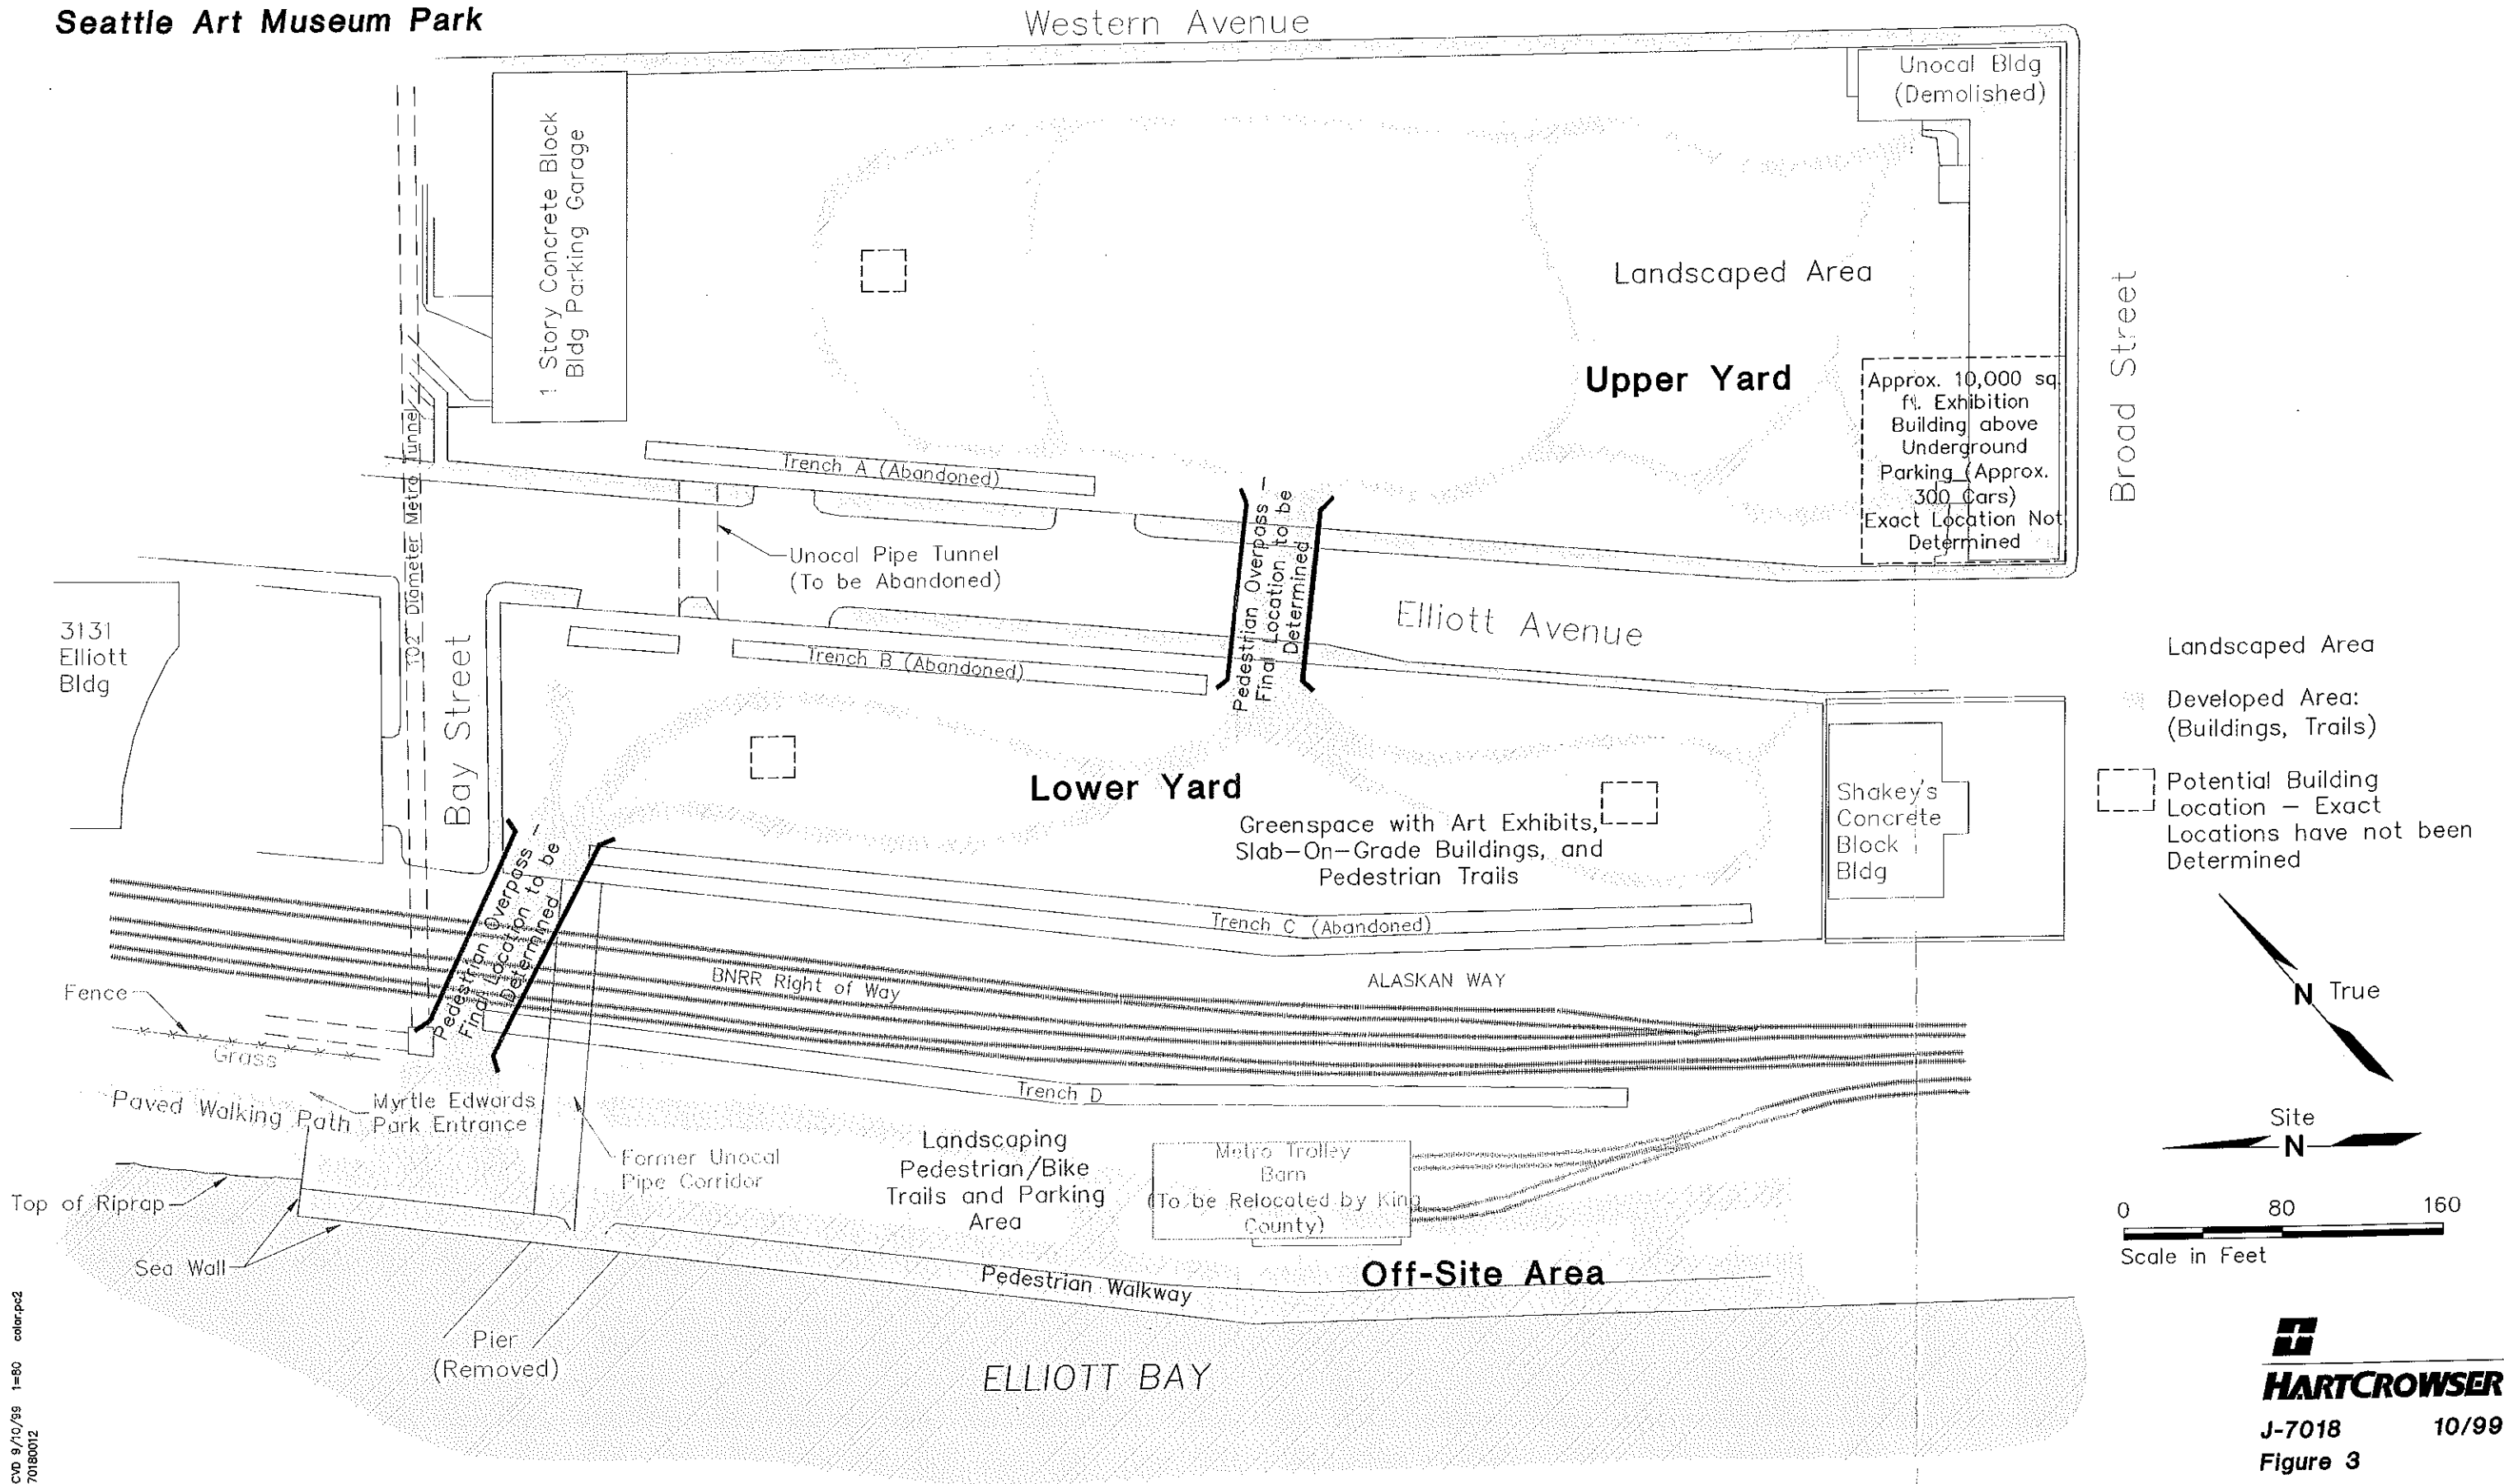 Seattle Art Museum Park
Western Avenue
Unocal Bldg
(Demolished)
1 Story Concrete Block
Bldg Parking Garage
Landscaped Area
Upper Yard
Broad Street
Approx. 10,000 sq.
ft. Exhibition
Building above
Underground
Parking (Approx.
300 Cars)
Exact Location Not
Determined
Trench A (Abandoned)
102" Diameter Metro Tunnel
Unocal Pipe Tunnel
(To be Abandoned)
Pedestrian Overpass –
Final Location to be
Determined
Elliott Avenue
3131
Elliott
Bldg
Bay Street
Trench B (Abandoned)
Lower Yard
Greenspace with Art Exhibits,
Slab-On-Grade Buildings, and
Pedestrian Trails
Shakey's
Concrete
Block
Bldg
Landscaped Area
Developed Area:
(Buildings, Trails)
Potential Building
Location – Exact
Locations have not been
Determined
Pedestrian Overpass –
Final Location to be
Determined
Trench C (Abandoned)
BNRR Right of Way
ALASKAN WAY
N True
Fence
Grass
Paved Walking Path
Myrtle Edwards
Park Entrance
Trench D
Site
N
Former Unocal
Pipe Corridor
Landscaping
Pedestrian/Bike
Trails and Parking
Area
Metro Trolley
Barn
(To be Relocated by King
County)
Top of Riprap
Sea Wall
0 80 160
Scale in Feet
Off-Site Area
Pedestrian Walkway
Pier
(Removed)
ELLIOTT BAY
HARTCROWSER
J-7018 10/99
Figure 3
CVD 9/10/99 1=80 color.pc2
70180012